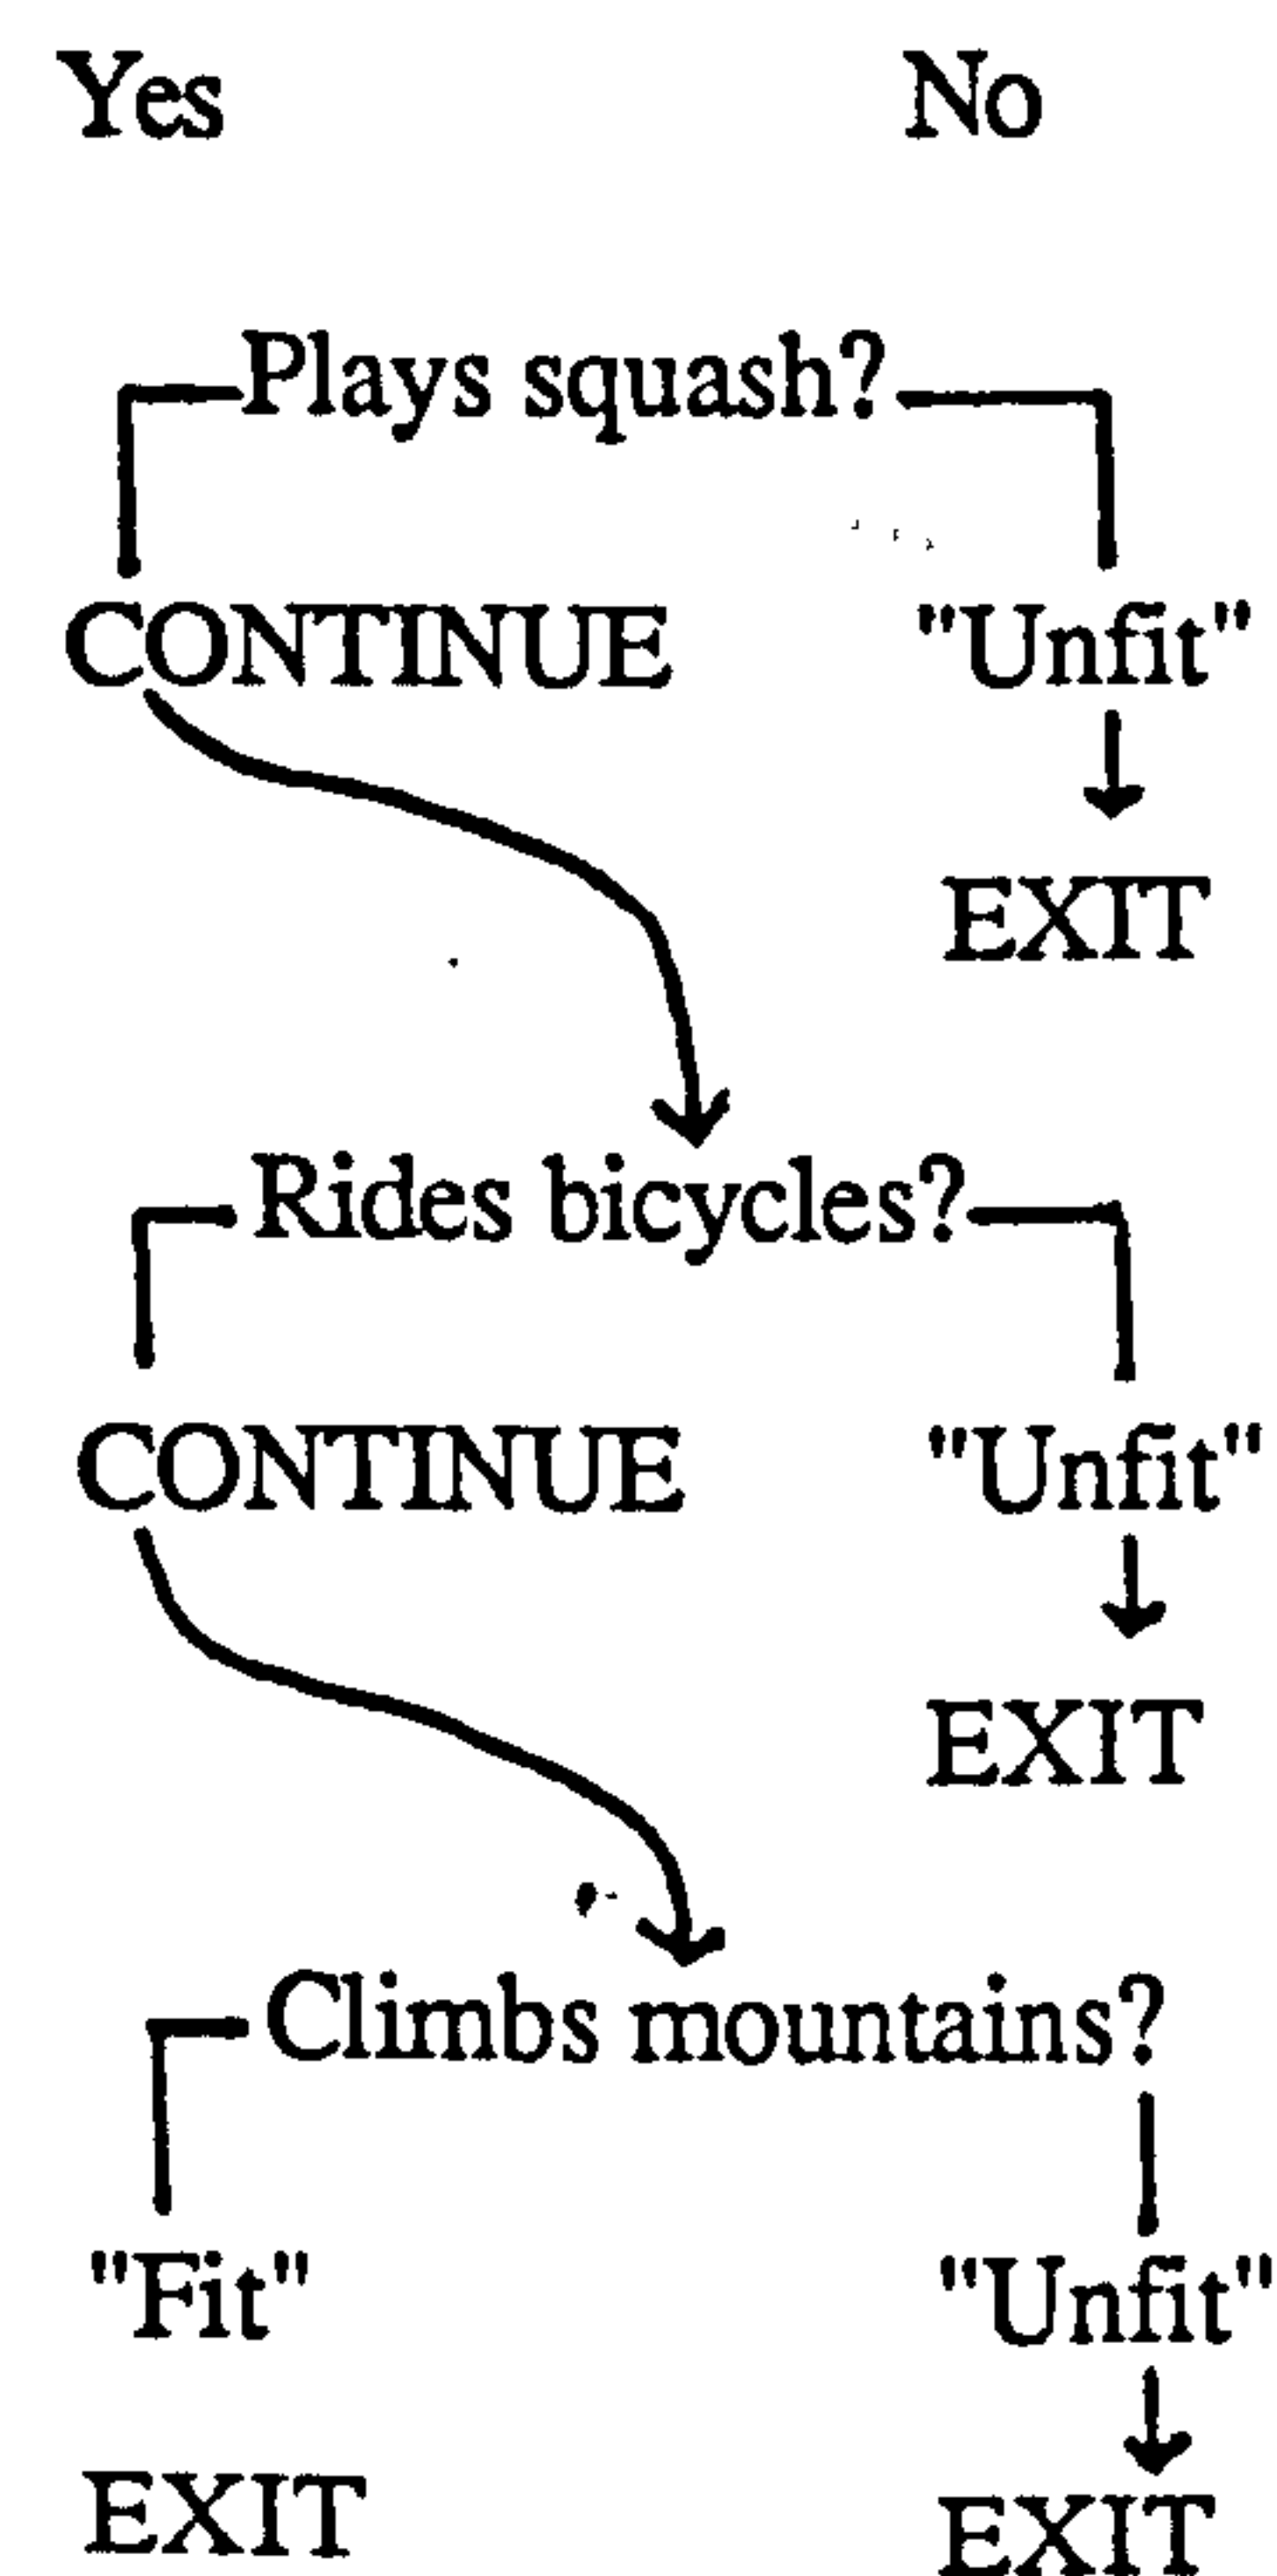 Yes No
Plays squash?
CONTINUE "Unfit"
EXIT
Rides bicycles?
CONTINUE "Unfit"
EXIT
Climbs mountains?
"Fit" "Unfit"
EXIT EXIT